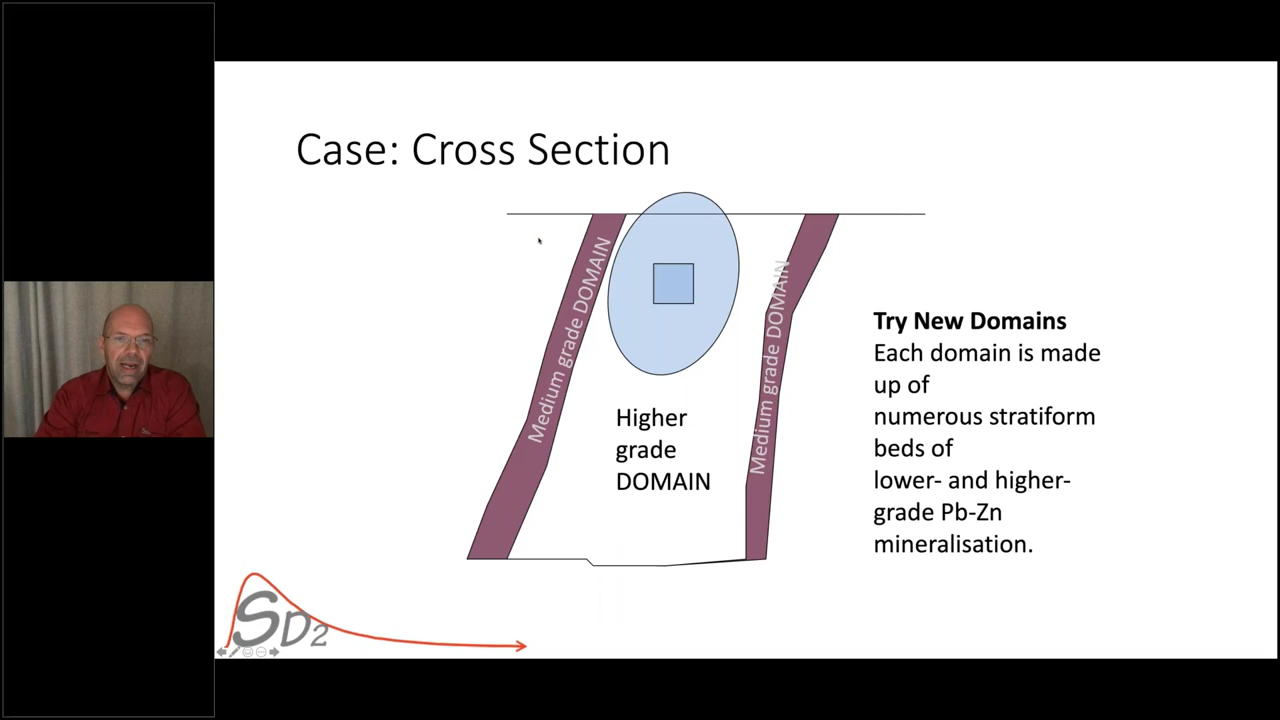 Case: Cross Section
Medium grade DOMAIN
Medium grade DOMAIN
Higher
grade
DOMAIN
Try New Domains
Each domain is made
up of
numerous stratiform
beds of
lower- and higher-
grade Pb-Zn
mineralisation.
SD2